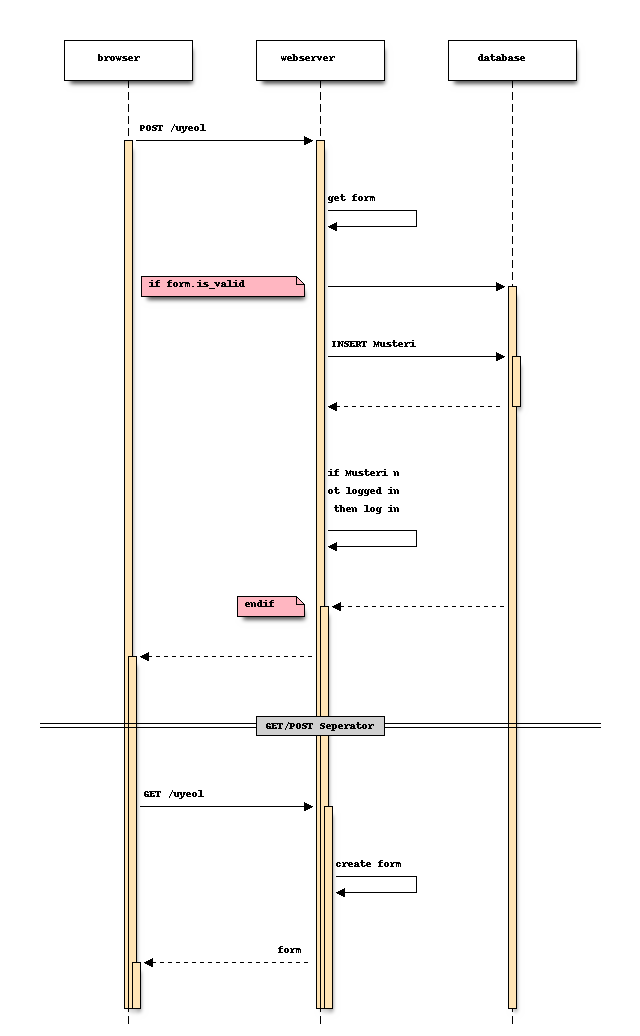 browser
webserver
database
POST /uyeol
get form
if form.is_valid
INSERT Musteri
if Musteri n
ot logged in
then log in
endif
GET/POST Seperator
GET /uyeol
create form
form